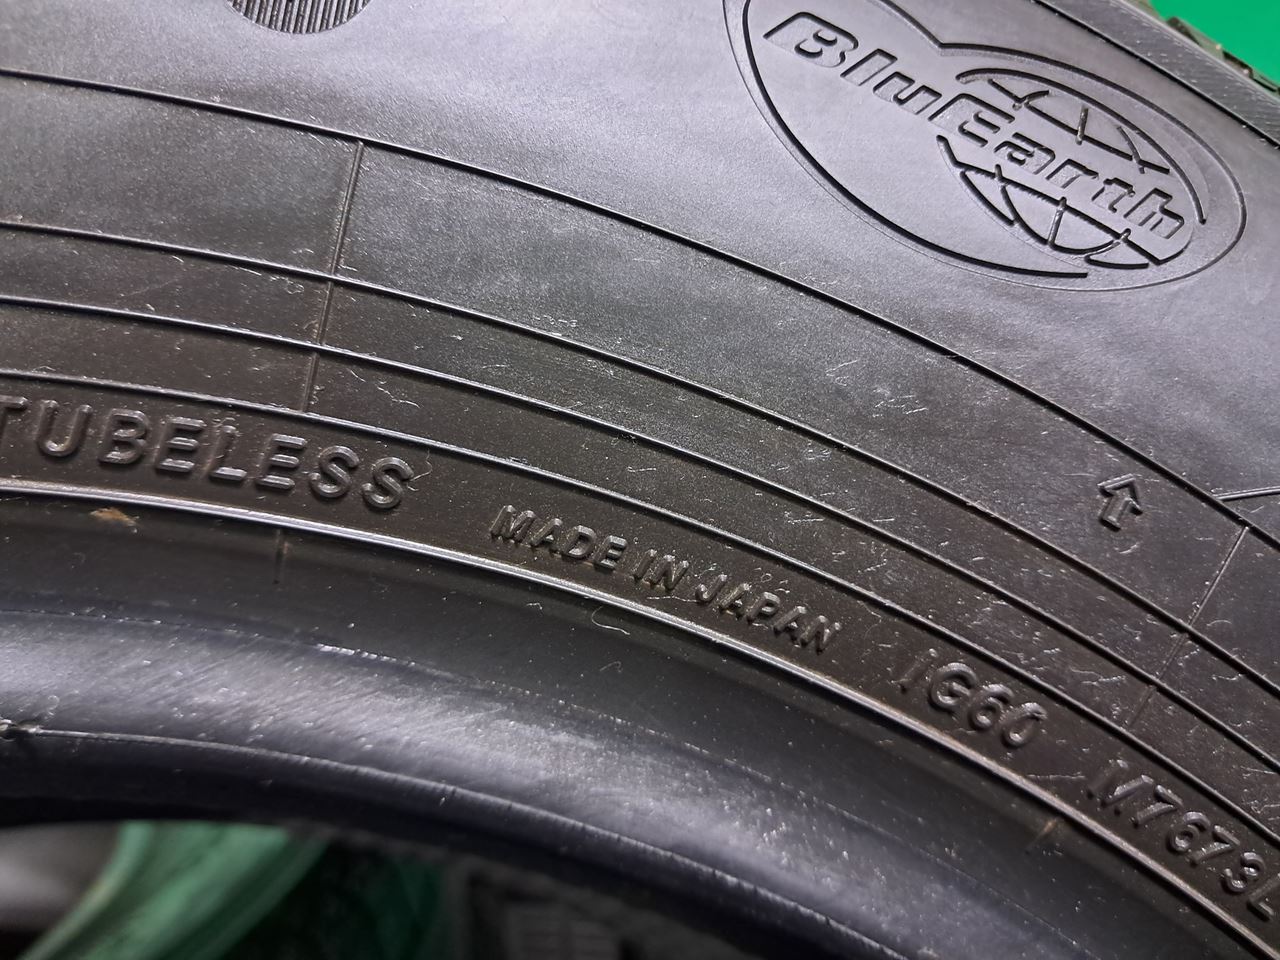 BluEarth
TUBELESS
MADE IN JAPAN
iG60
M7673L